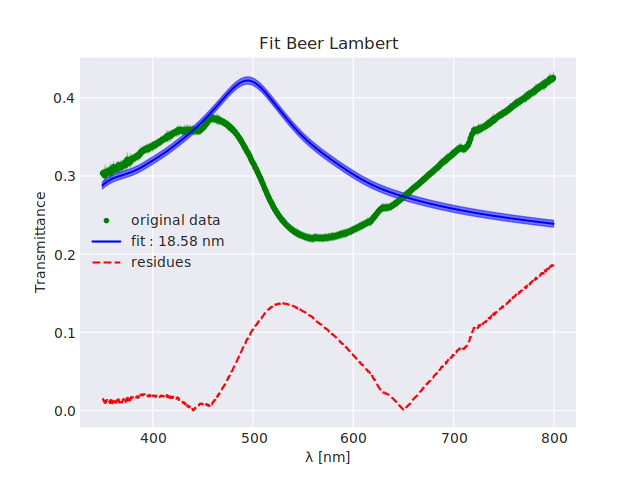 Fit Beer Lambert
0.4
0.3
0.2
0.1
0.0
Transmittance
original data
fit : 18.58 nm
residues
400
500
600
700
800
λ [nm]